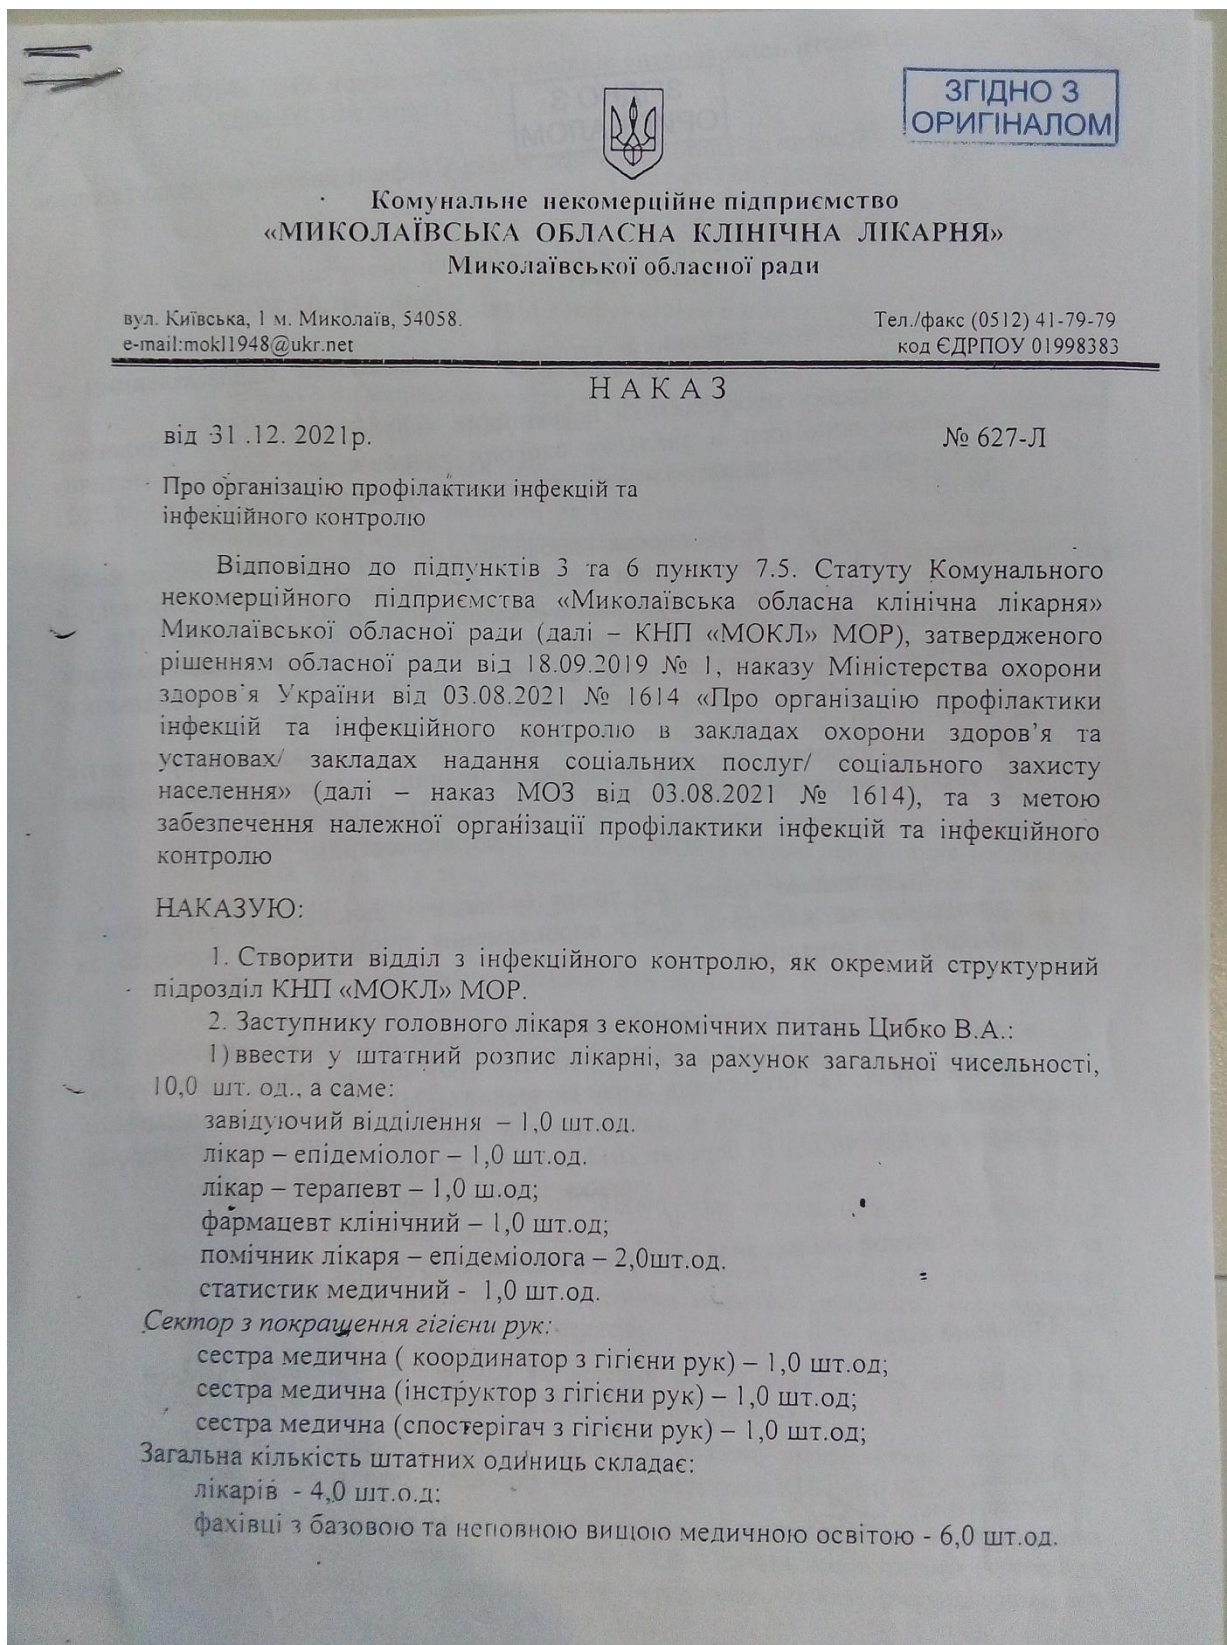 ЗГІДНО З
ОРИГІНАЛОМ
Комунальне некомерційне підприємство
«МИКОЛАЇВСЬКА ОБЛАСНА КЛІНІЧНА ЛІКАРНЯ»
Миколаївської обласної ради
вул. Київська, 1 м. Миколаїв, 54058.
Тел./факс (0512) 41-79-79
e-mail:mokl1948@ukr.net
код ЄДРПОУ 01998383
Н А К А З
від 31 .12. 2021р.
№ 627-Л
Про організацію профілактики інфекцій та
інфекційного контролю
Відповідно до підпунктів 3 та 6 пункту 7.5. Статуту Комунального
некомерційного підприємства «Миколаївська обласна клінічна лікарня»
Миколаївської обласної ради (далі – КНП «МОКЛ» МОР), затвердженого
рішенням обласної ради від 18.09.2019 № 1, наказу Міністерства охорони
здоров'я України від 03.08.2021 № 1614 «Про організацію профілактики
інфекцій та інфекційного контролю в закладах охорони здоров’я та
установах/ закладах надання соціальних послуг/ соціального захисту
населення» (далі – наказ МОЗ від 03.08.2021 № 1614), та з метою
забезпечення належної організації профілактики інфекцій та інфекційного
контролю
НАКАЗУЮ:
1. Створити відділ з інфекційного контролю, як окремий структурний
підрозділ КНП «МОКЛ» МОР.
2. Заступнику головного лікаря з економічних питань Цибко В.А.:
1) ввести у штатний розпис лікарні, за рахунок загальної чисельності,
10,0 шт. од., а саме:
завідуючий відділення – 1,0 шт.од.
лікар – епідеміолог – 1,0 шт.од.
лікар – терапевт – 1,0 ш.од;
фармацевт клінічний – 1,0 шт.од;
помічник лікаря – епідеміолога – 2,0шт.од.
статистик медичний - 1,0 шт.од.
Сектор з покращення гігієни рук:
сестра медична ( координатор з гігієни рук) – 1,0 шт.од;
сестра медична (інструктор з гігієни рук) – 1,0 шт.од;
сестра медична (спостерігач з гігієни рук) – 1,0 шт.од;
Загальна кількість штатних одиниць складає:
лікарів - 4,0 шт.о.д;
фахівці з базовою та неповною вищою медичною освітою - 6,0 шт.од.